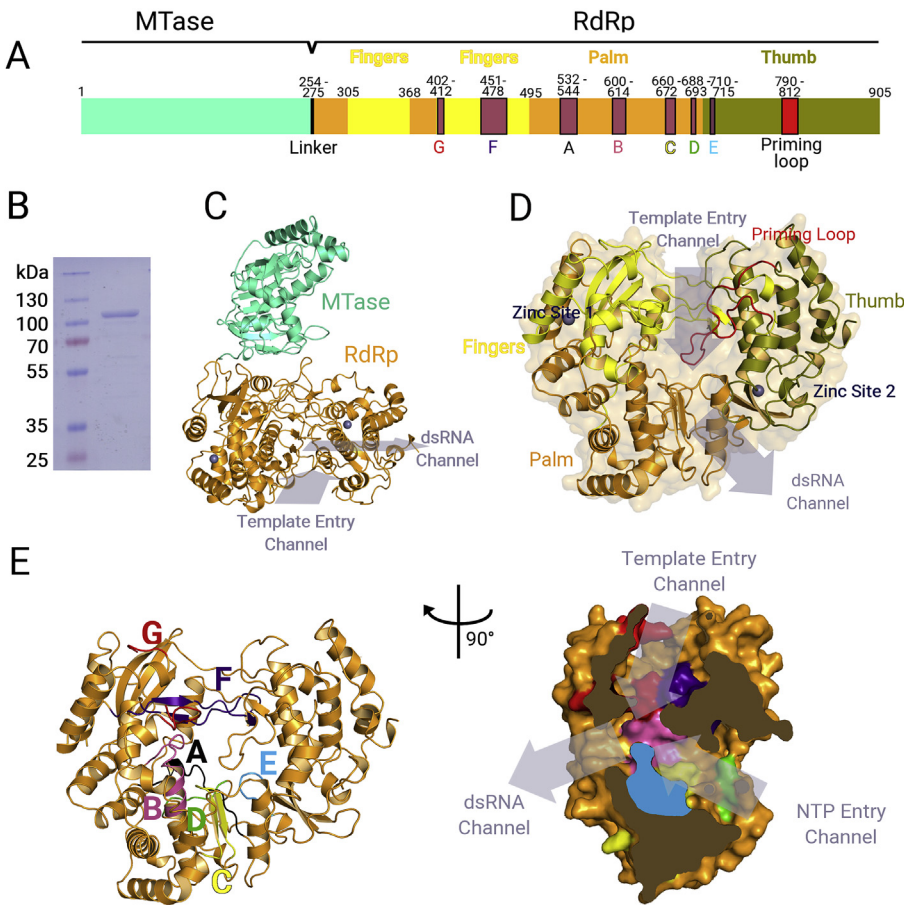 MTase RdRp
A
Fingers Fingers Palm Thumb
254 - 402 - 451- 532 - 600 - 660 -688 -710 - 790 -
1 275 305 368 412 478 495 544 614 672 693 715 812 905
Linker G F A B C D E Priming
loop
B
kDa
130
100
70
55
35
25
C
MTase
RdRp
dsRNA
Channel
Template Entry
Channel
D
Template Entry
Channel
Priming Loop
Zinc Site 1
Thumb
Fingers
Zinc Site 2
Palm
dsRNA
Channel
E
G
F
A
E
B
D
C
90°
Template Entry
Channel
dsRNA
Channel
NTP Entry
Channel